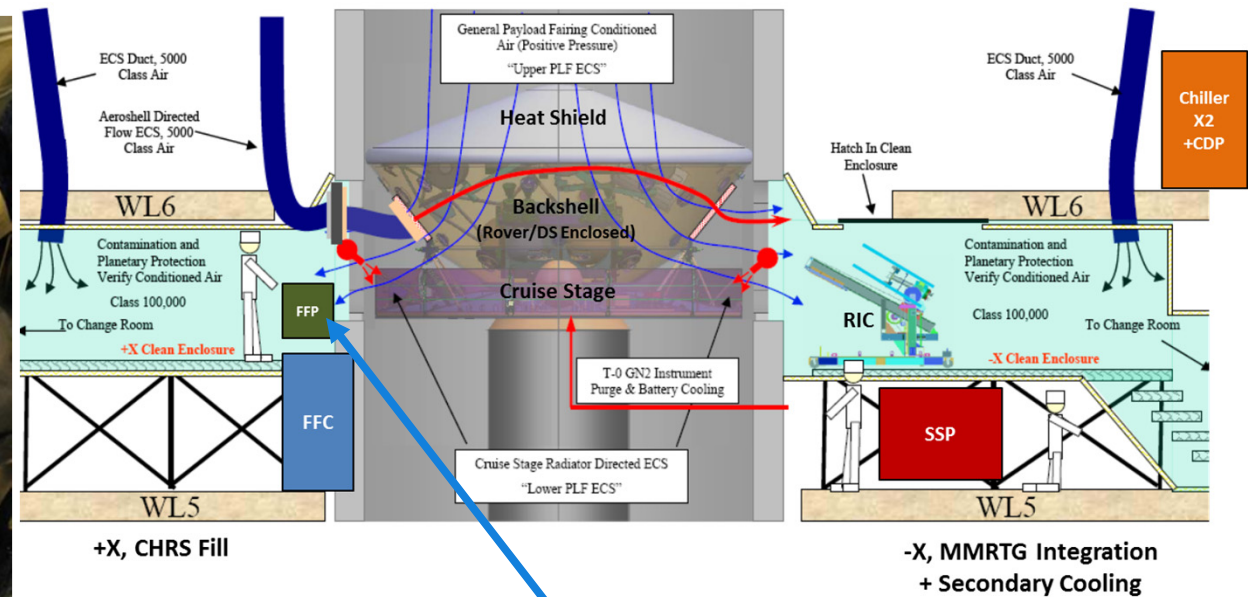 General Payload Fairing Conditioned
Air (Positive Pressure)
"Upper PLF ECS"
ECS Duct, 5000
Class Air
Aeroshell Directed
Flow ECS, 5000
Class Air
Heat Shield
ECS Duct, 5000
Class Air
Chiller
X2
+CDP
Hatch In Clean
Enclosure
WL6
WL6
Backshell
(Rover/DS Enclosed)
Contamination and
Planetary Protection
Verify Conditioned Air
Class 100,000
To Change Room
+X Clean Enclosure
FFP
Cruise Stage
RIC
Contamination and
Planetary Protection
Verify Conditioned Air
Class 100,000
To Change Room
-X Clean Enclosure
T-0 GN2 Instrument
Purge & Battery Cooling
FFC
SSP
Cruise Stage Radiator Directed ECS
"Lower PLF ECS"
WL5
WL5
+X, CHRS Fill
-X, MMRTG Integration
+ Secondary Cooling